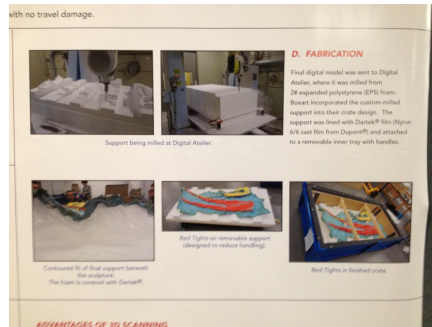 with no travel damage.
D. FABRICATION
Final digital model was sent to Digital
Atelier, where it was milled from
2# expanded polystyrene (EPS) foam.
Boxart incorporated the custom-milled
support into their crate design. The
support was lined with Dartek® film (Nylon
6/6 cast film from Dupont®) and attached
to a removable inner tray with handles.
Support being milled at Digital Atelier.
Contoured fit of final support beneath
the sculpture.
The foam is covered with Dartek®.
Red Tights on removable support
(designed to reduce handling).
Red Tights in finished crate.
ADVANTAGES OF 3D SCANNING